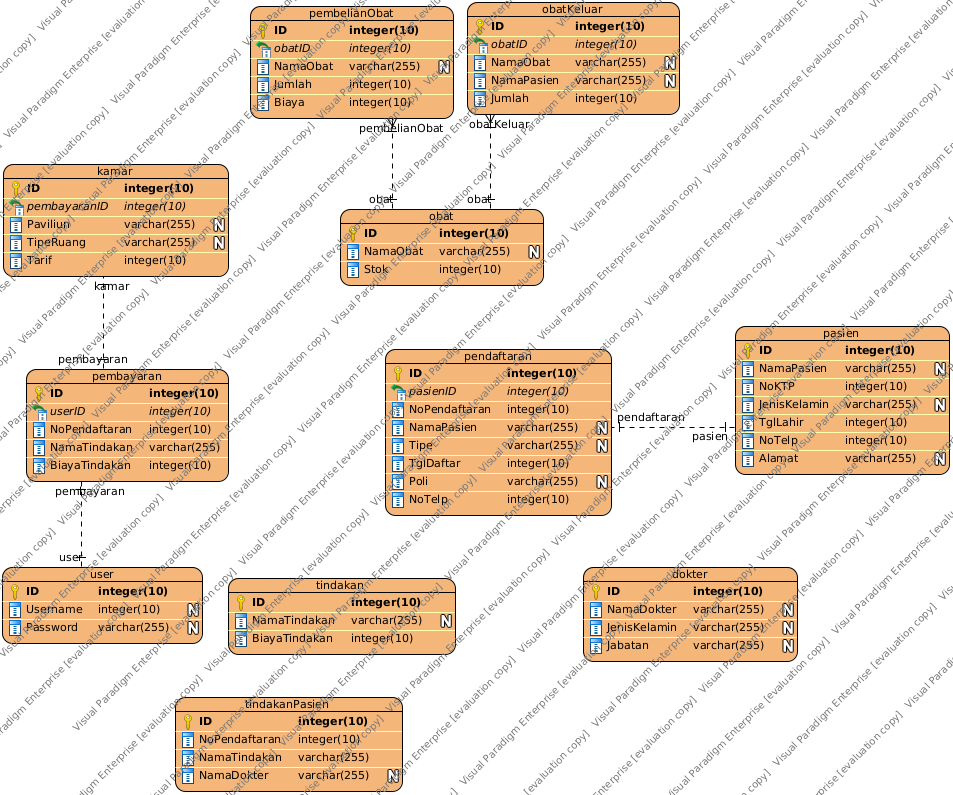 pembelianObat
ID integer(10)
obatID integer(10)
NamaObat varchar(255) N
Jumlah integer(10)
Biaya integer(10)
pembelianObat
obat
obatKeluar
ID integer(10)
obatID integer(10)
NamaObat varchar(255) N
NamaPasien varchar(255) N
Jumlah integer(10)
obatKeluar
obat
kamar
ID integer(10)
pembayaranID integer(10)
Paviliun varchar(255) N
TipeRuang varchar(255) N
Tarif integer(10)
kamar
pembayaran
obat
ID integer(10)
NamaObat varchar(255) N
Stok integer(10)
pembayaran
ID integer(10)
userID integer(10)
NoPendaftaran integer(10)
NamaTindakan varchar(255)
BiayaTindakan integer(10)
pembayaran
user
pendaftaran
ID integer(10)
pasienID integer(10)
NoPendaftaran integer(10)
NamaPasien varchar(255) N
Tipe varchar(255) N
TglDaftar integer(10)
Poli varchar(255) N
NoTelp integer(10)
pendaftaran
pasien
pasien
ID integer(10)
NamaPasien varchar(255) N
NoKTP integer(10)
JenisKelamin varchar(255) N
TglLahir integer(10)
NoTelp integer(10)
Alamat varchar(255) N
user
ID integer(10)
Username integer(10) N
Password varchar(255) N
tindakan
ID integer(10)
NamaTindakan varchar(255) N
BiayaTindakan integer(10)
dokter
ID integer(10)
NamaDokter varchar(255) N
JenisKelamin varchar(255) N
Jabatan varchar(255) N
tindakanPasien
ID integer(10)
NoPendaftaran integer(10)
NamaTindakan varchar(255)
NamaDokter varchar(255) N
Visual Paradigm Enterprise [evaluation copy]